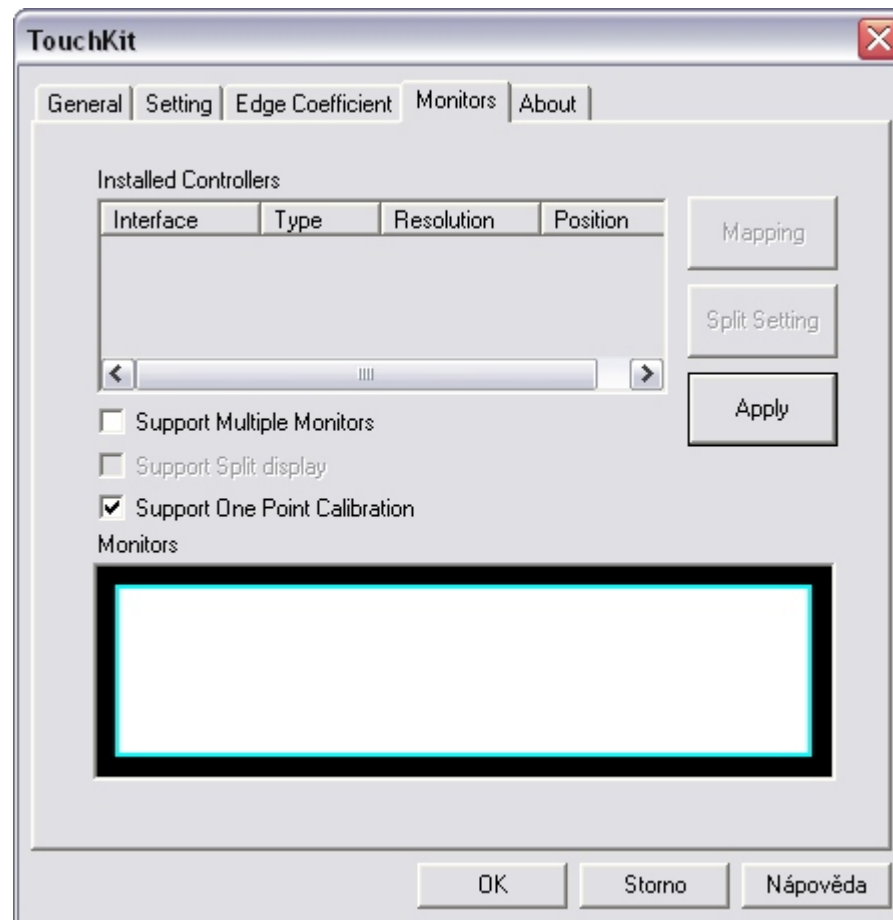 TouchKit
General Setting Edge Coefficient Monitors About
Installed Controllers
Interface Type Resolution Position
Mapping
Split Setting
Apply
Support Multiple Monitors
Support Split display
Support One Point Calibration
Monitors
OK Storno Nápověda